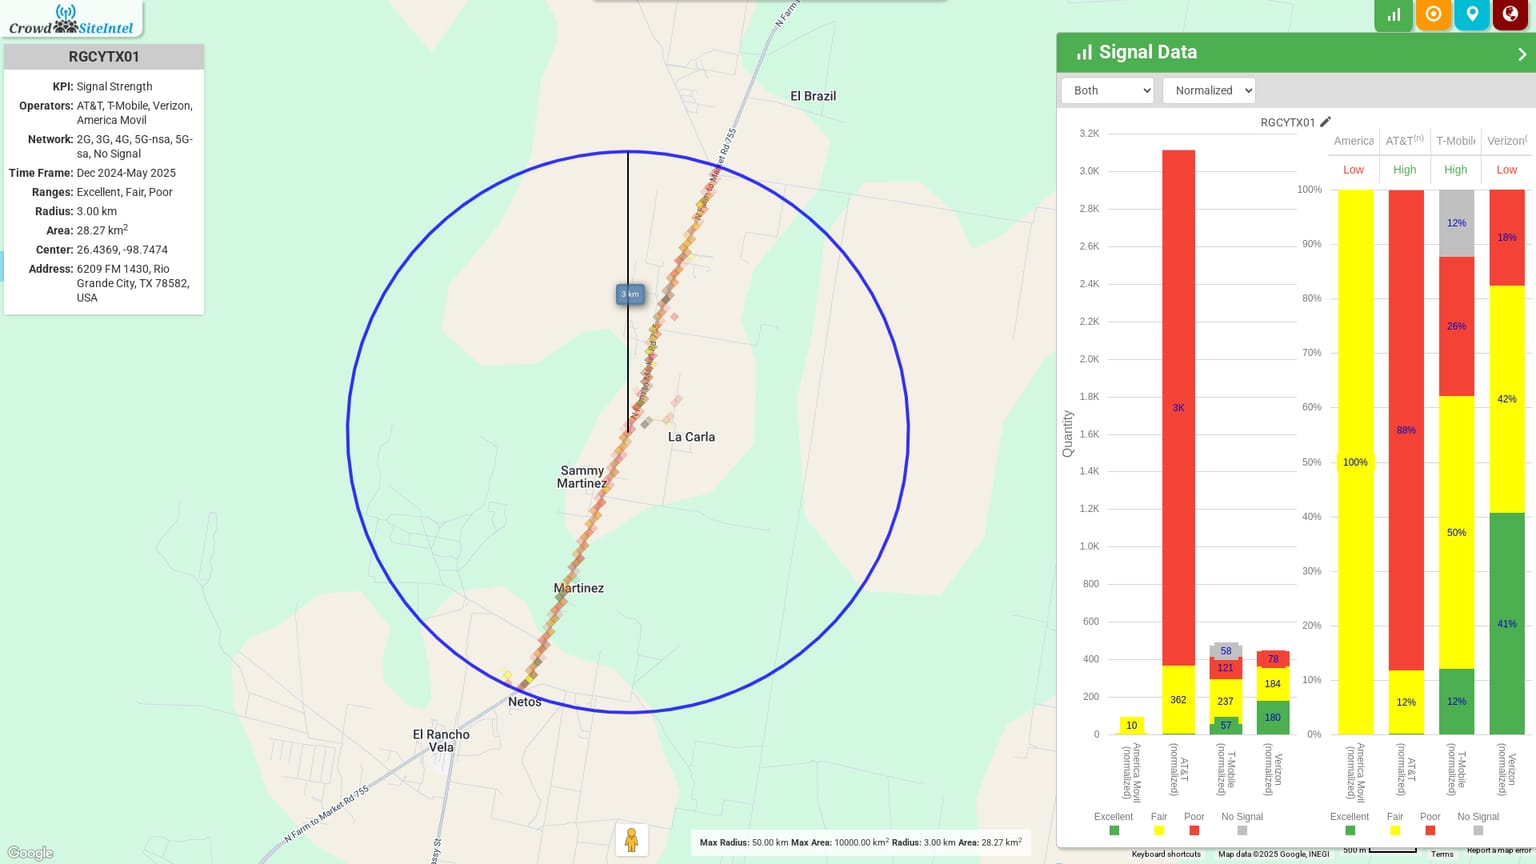 Crowd SiteIntel
RGCYTX01
KPI: Signal Strength
Operators: AT&T, T-Mobile, Verizon,
America Movil
Network: 2G, 3G, 4G, 5G-nsa, 5G-
sa, No Signal
Time Frame: Dec 2024-May 2025
Ranges: Excellent, Fair, Poor
Radius: 3.00 km
Area: 28.27 km²
Center: 26.4369, -98.7474
Address: 6209 FM 1430, Rio
Grande City, TX 78582,
USA
N Farm to
El Brazil
N Farm to Market Rd 755
3 km
La Carla
Sammy
Martinez
Martinez
Netos
El Rancho
Vela
N Farm to Market Rd 755
Google
Max Radius: 50.00 km Max Area: 10000.00 km² Radius: 3.00 km Area: 28.27 km²
Signal Data
Both
Normalized
RGCYTX01
Quantity
3.2K
3.0K
2.8K
2.6K
2.4K
2.2K
2.0K
1.8K
1.6K
1.4K
1.2K
1.0K
800
600
400
200
0
3K
362
10
58
121
237
57
78
184
180
America Movil
(normalized)
AT&T
(normalized)
T-Mobile
(normalized)
Verizon
(normalized)
Excellent Fair Poor No Signal
America AT&T(n) T-Mobile Verizon(
Low High High Low
100%
90%
80%
70%
60%
50%
40%
30%
20%
10%
0%
100%
88%
12%
12%
26%
50%
12%
18%
42%
41%
America Movil
(normalized)
AT&T
(normalized)
T-Mobile
(normalized)
Verizon
(normalized)
Excellent Fair Poor No Signal
Keyboard shortcuts Map data ©2025 Google, INEGI 500 m Terms Report a map error